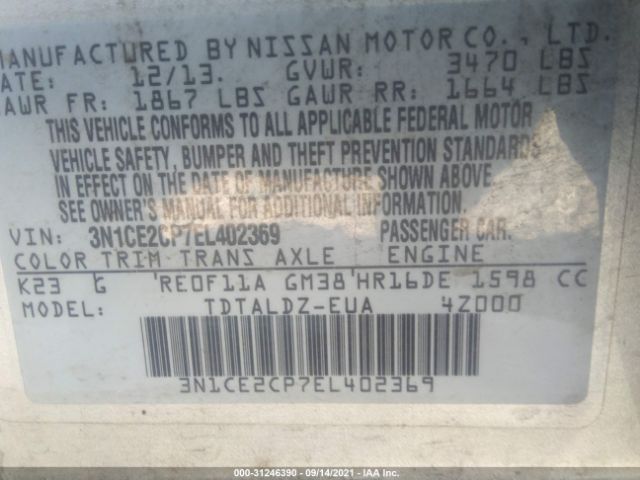 MANUFACTURED BY NISSAN MOTOR CO., LTD.
DATE: 12/13. GVWR: 3470 LBS
GAWR FR: 1867 LBS GAWR RR: 1664 LBS
THIS VEHICLE CONFORMS TO ALL APPLICABLE FEDERAL MOTOR
VEHICLE SAFETY, BUMPER AND THEFT PREVENTION STANDARDS
IN EFFECT ON THE DATE OF MANUFACTURE SHOWN ABOVE.
SEE OWNER'S MANUAL FOR ADDITIONAL INFORMATION.
VIN: 3N1CE2CP7EL402369 PASSENGER CAR.
COLOR TRIM TRANS AXLE ENGINE
K23 G 'RE0F11A GM38'HR16DE 1598 CC
MODEL: TDTALDZ-EUA 4Z000
3N1CE2CP7EL402369
000-31246390 - 09/14/2021 - IAA Inc.